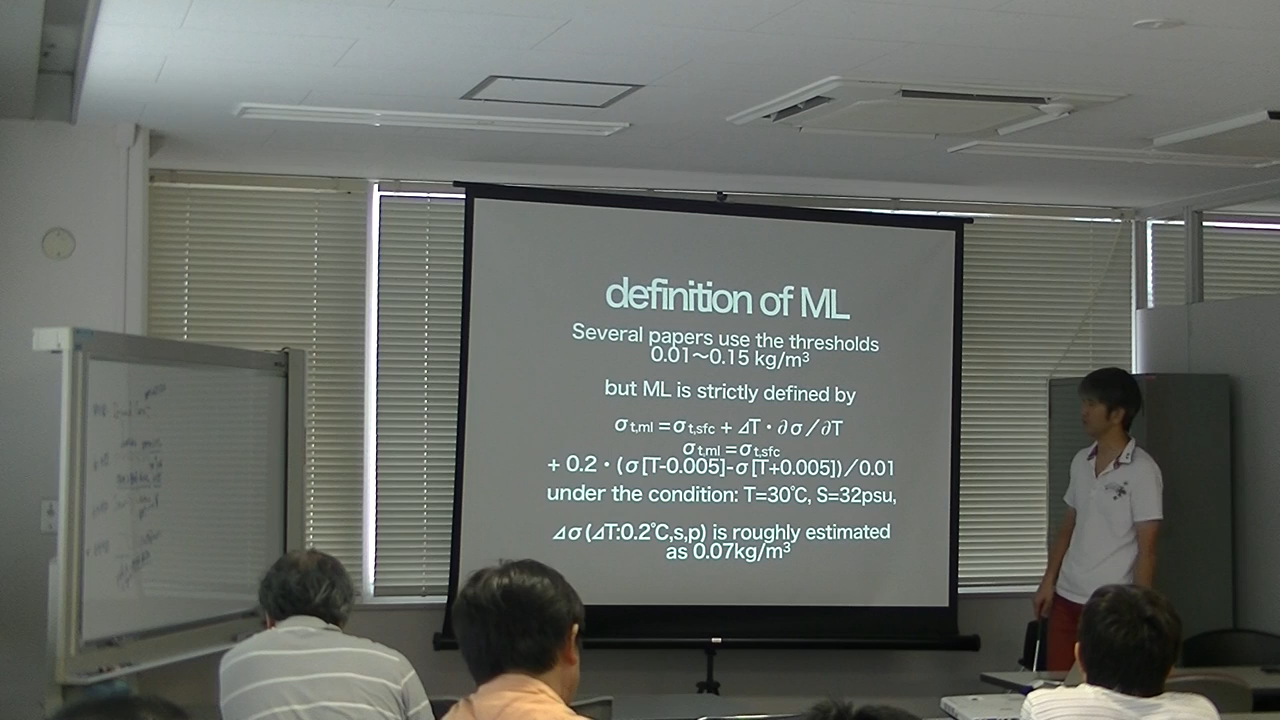 definition of ML
Several papers use the thresholds
0.01～0.15 kg/m³
but ML is strictly defined by
σt,ml =σt,sfc + ⊿T・∂σ／∂T
σt,ml =σt,sfc
+ 0.2・(σ[T-0.005]-σ[T+0.005])／0.01
under the condition: T=30℃, S=32psu,
⊿σ(⊿T:0.2℃,s,p) is roughly estimated
as 0.07kg/m³